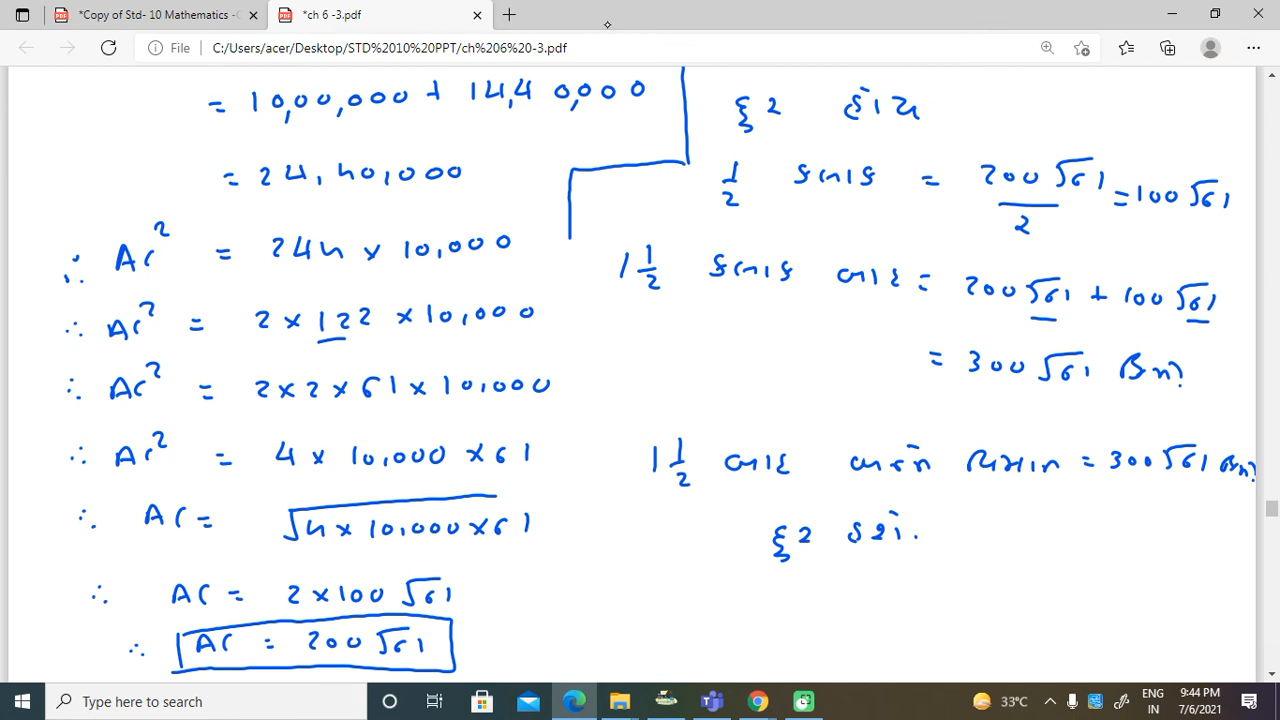 *Copy of Std- 10 Mathematics -
*ch 6 -3.pdf
File
C:/Users/acer/Desktop/STD%2010%20PPT/ch%206%20-3.pdf
= 10,00,000 + 14,40,000
= 24,40,000
∴ AC² = 244 × 10,000
∴ AC² = 2 × 122 × 10,000
∴ AC² = 2 × 2 × 61 × 10,000
∴ AC² = 4 × 10,000 × 61
∴ AC = √4 × 10,000 × 61
∴ AC = 2 × 100 √61
∴ AC = 200 √61
દૂર હોય
1/2 કલાક = 200 √61 / 2 = 100 √61
1 1/2 કલાક બાદ = 200 √61 + 100 √61
= 300 √61 કિમી
1 1/2 બાદ = 300 √61 કિમી
દૂર હશે.
Type here to search
33°C
ENG
IN
9:44 PM
7/6/2021